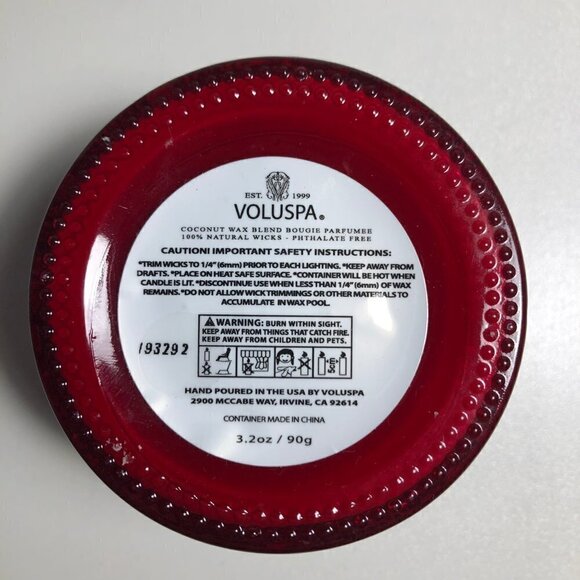 EST. 1999
VOLUSPA®
COCONUT WAX BLEND BOUGIE PARFUMEE
100% NATURAL WICKS - PHTHALATE FREE
CAUTION! IMPORTANT SAFETY INSTRUCTIONS:
*TRIM WICKS TO 1/4" (6mm) PRIOR TO EACH LIGHTING. *KEEP AWAY FROM
DRAFTS. *PLACE ON HEAT SAFE SURFACE. *CONTAINER WILL BE HOT WHEN
CANDLE IS LIT. *DISCONTINUE USE WHEN LESS THAN 1/4" (6mm) OF WAX
REMAINS. *DO NOT ALLOW WICK TRIMMINGS OR OTHER MATERIALS TO
ACCUMULATE IN WAX POOL.
WARNING: BURN WITHIN SIGHT.
KEEP AWAY FROM THINGS THAT CATCH FIRE.
KEEP AWAY FROM CHILDREN AND PETS.
5cm
193292
HAND POURED IN THE USA BY VOLUSPA
2900 MCCABE WAY, IRVINE, CA 92614
CONTAINER MADE IN CHINA
3.2oz / 90g